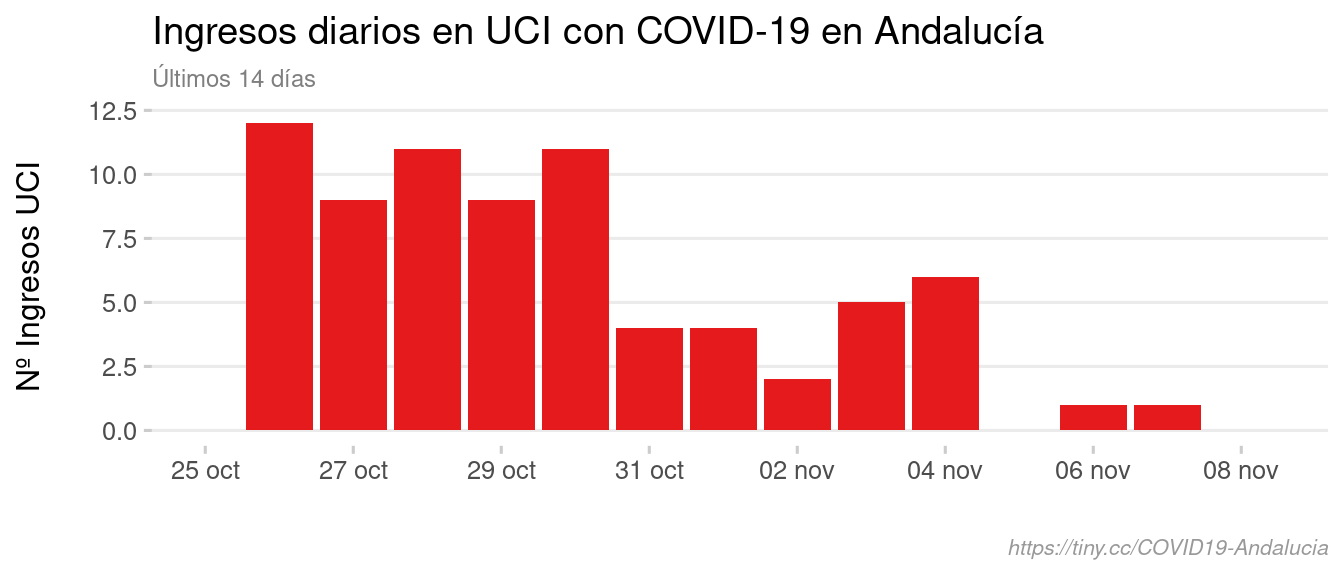 Ingresos diarios en UCI con COVID-19 en Andalucía
Últimos 14 días
Nº Ingresos UCI
12.5
10.0
7.5
5.0
2.5
0.0
25 oct 27 oct 29 oct 31 oct 02 nov 04 nov 06 nov 08 nov
https://tiny.cc/COVID19-Andalucia